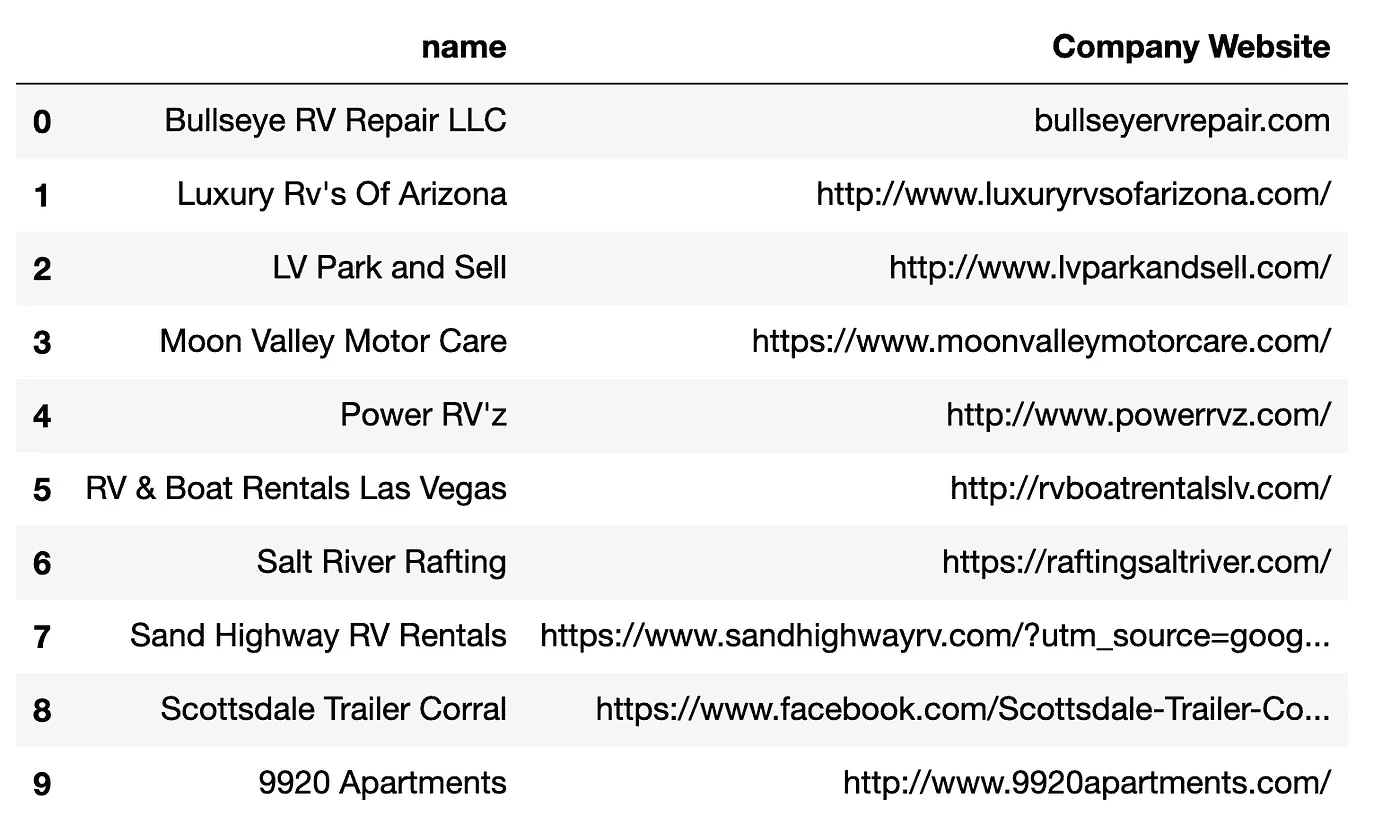 name Company Website
0 Bullseye RV Repair LLC bullseyervrepair.com
1 Luxury Rv's Of Arizona http://www.luxuryrvsofarizona.com/
2 LV Park and Sell http://www.lvparkandsell.com/
3 Moon Valley Motor Care https://www.moonvalleymotorcare.com/
4 Power RV'z http://www.powerrvz.com/
5 RV & Boat Rentals Las Vegas http://rvboatrentalslv.com/
6 Salt River Rafting https://raftingsaltriver.com/
7 Sand Highway RV Rentals https://www.sandhighwayrv.com/?utm_source=goog...
8 Scottsdale Trailer Corral https://www.facebook.com/Scottsdale-Trailer-Co...
9 9920 Apartments http://www.9920apartments.com/